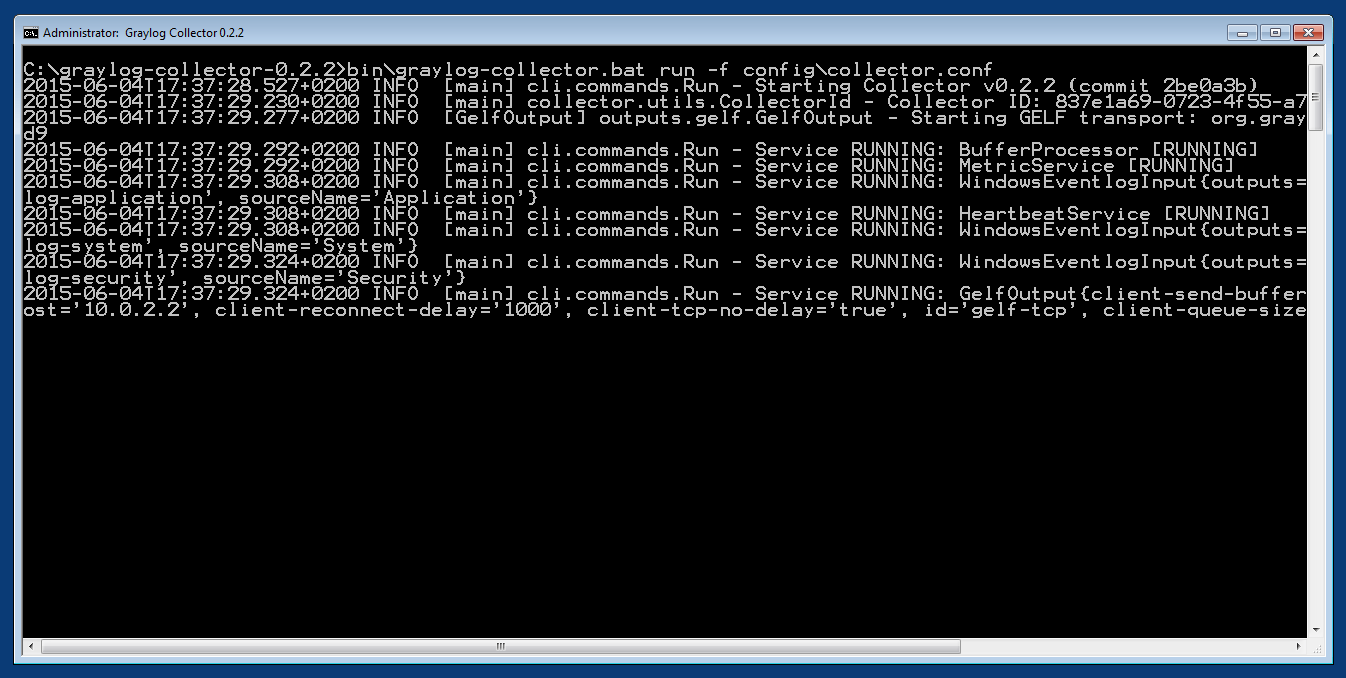 Administrator: Graylog Collector 0.2.2
C:\graylog-collector-0.2.2>bin\graylog-collector.bat run -f config\collector.conf
2015-06-04T17:37:28.527+0200 INFO  [main] cli.commands.Run - Starting Collector v0.2.2 (commit 2be0a3b)
2015-06-04T17:37:29.230+0200 INFO  [main] collector.utils.CollectorId - Collector ID: 837e1a69-0723-4f55-a7
2015-06-04T17:37:29.277+0200 INFO  [GelfOutput] outputs.gelf.GelfOutput - Starting GELF transport: org.gray
d9
2015-06-04T17:37:29.292+0200 INFO  [main] cli.commands.Run - Service RUNNING: BufferProcessor [RUNNING]
2015-06-04T17:37:29.292+0200 INFO  [main] cli.commands.Run - Service RUNNING: MetricService [RUNNING]
2015-06-04T17:37:29.308+0200 INFO  [main] cli.commands.Run - Service RUNNING: WindowsEventlogInput{outputs=
log-application', sourceName='Application'}
2015-06-04T17:37:29.308+0200 INFO  [main] cli.commands.Run - Service RUNNING: HeartbeatService [RUNNING]
2015-06-04T17:37:29.308+0200 INFO  [main] cli.commands.Run - Service RUNNING: WindowsEventlogInput{outputs=
log-system', sourceName='System'}
2015-06-04T17:37:29.324+0200 INFO  [main] cli.commands.Run - Service RUNNING: WindowsEventlogInput{outputs=
log-security', sourceName='Security'}
2015-06-04T17:37:29.324+0200 INFO  [main] cli.commands.Run - Service RUNNING: GelfOutput{client-send-buffer
ost='10.0.2.2', client-reconnect-delay='1000', client-tcp-no-delay='true', id='gelf-tcp', client-queue-size